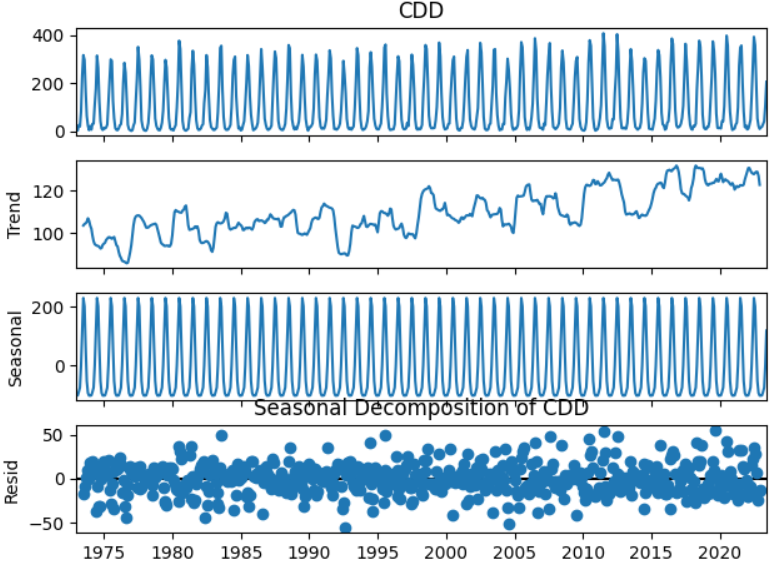 CDD
400
200
0
Trend
120
100
Seasonal
200
0
Seasonal Decomposition of CDD
Resid
50
0
−50
1975 1980 1985 1990 1995 2000 2005 2010 2015 2020